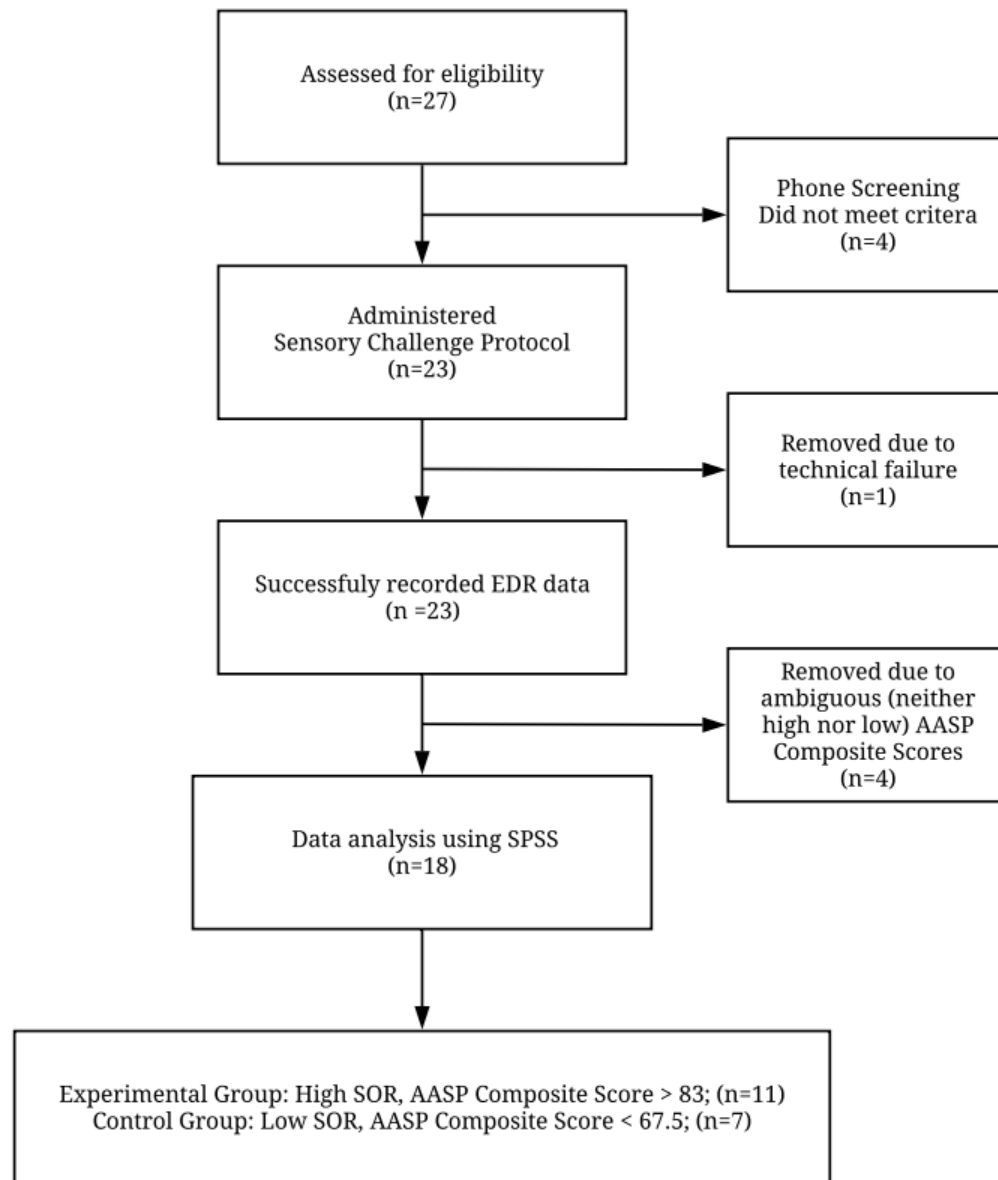 Assessed for eligibility
(n=27)
Phone Screening
Did not meet critera
(n=4)
Administered
Sensory Challenge Protocol
(n=23)
Removed due to
technical failure
(n=1)
Successfuly recorded EDR data
(n =23)
Removed due to
ambiguous (neither
high nor low) AASP
Composite Scores
(n=4)
Data analysis using SPSS
(n=18)
Experimental Group: High SOR, AASP Composite Score > 83; (n=11)
Control Group: Low SOR, AASP Composite Score < 67.5; (n=7)